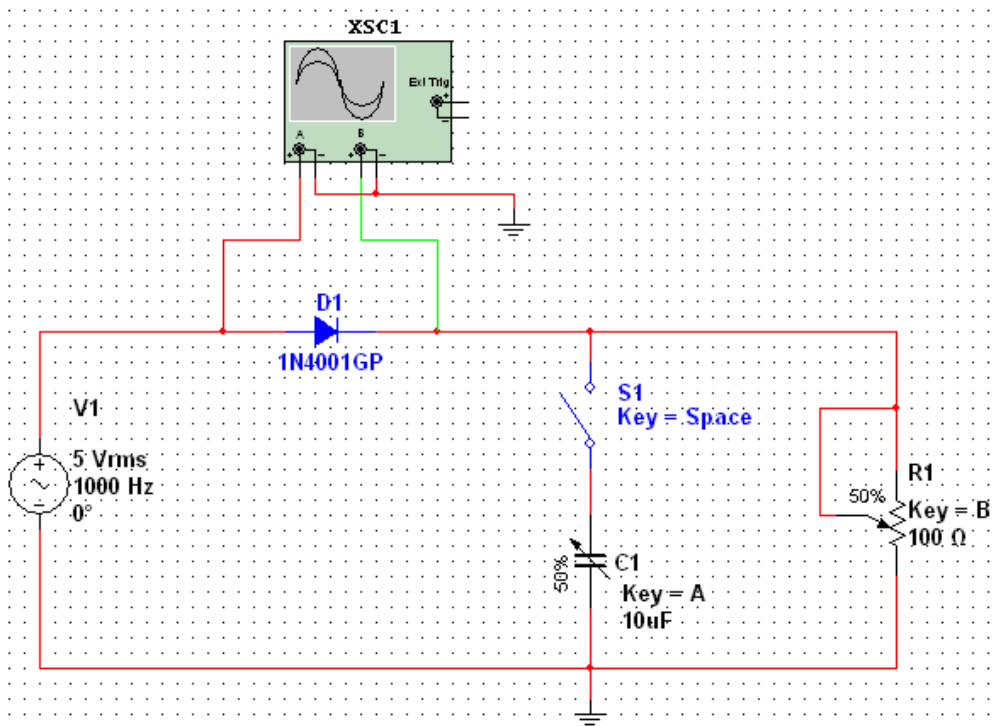 XSC1
Ext Trig
+
−
A
B
+ −
+ −
D1
1N4001GP
V1
+
−
5 Vrms
1000 Hz
0°
S1
Key = Space
50%
C1
Key = A
10uF
R1
50%
Key = B
100 Ω